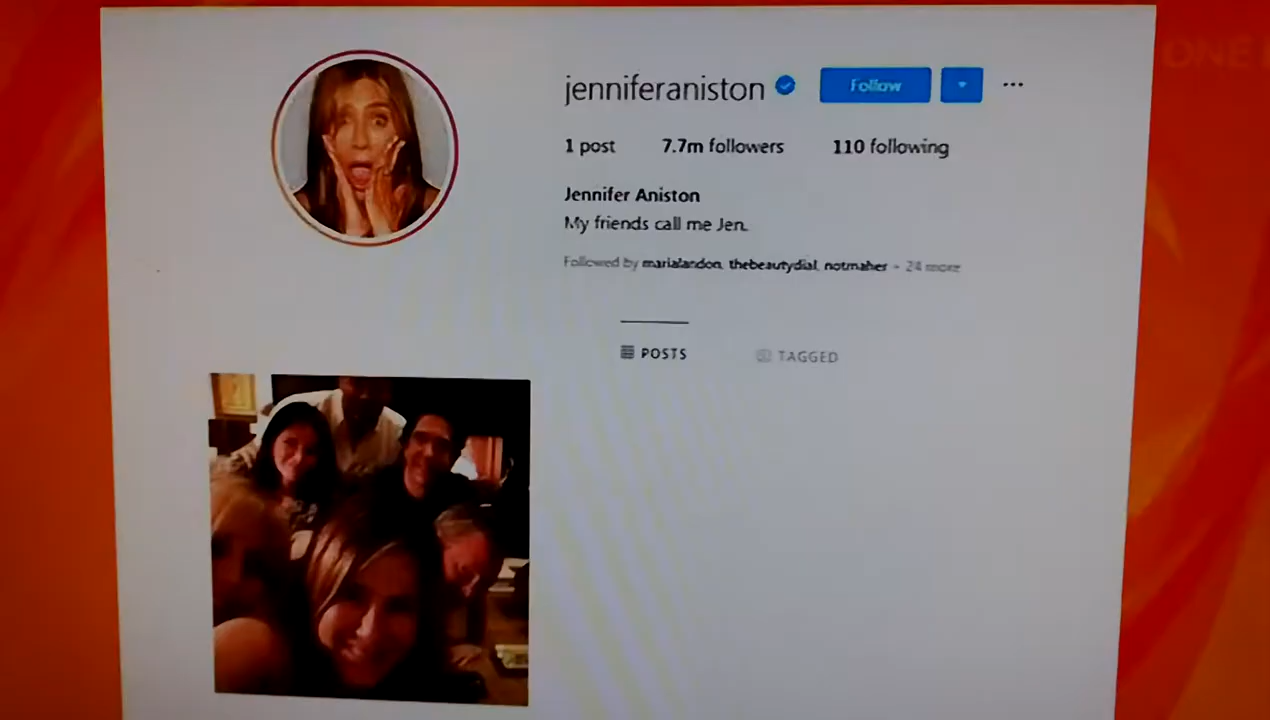 ONE
jenniferaniston
Follow
1 post 7.7m followers 110 following
Jennifer Aniston
My friends call me Jen.
Followed by marialandon, thebeautydial, notmaher + 24 more
POSTS TAGGED